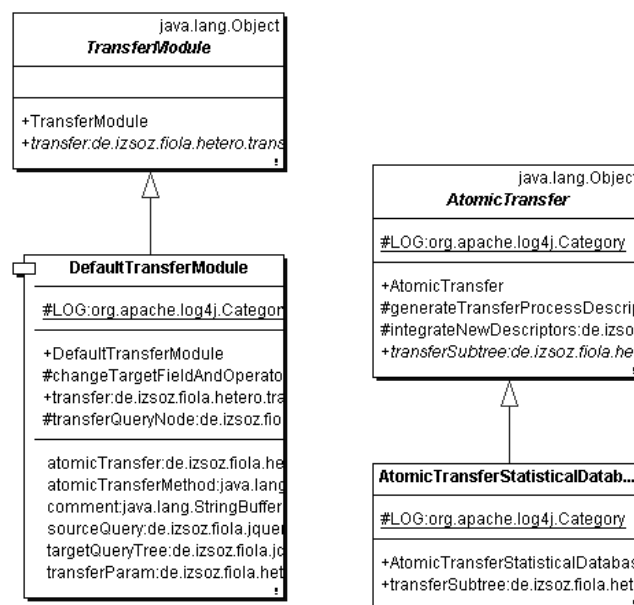 java.lang.Object
TransferModule
+TransferModule
+transfer:de.izsoz.fiola.hetero.trans
DefaultTransferModule
#LOG:org.apache.log4j.Categor
+DefaultTransferModule
#changeTargetFieldAndOperato
+transfer:de.izsoz.fiola.hetero.tra
#transferQueryNode:de.izsoz.fio
atomicTransfer:de.izsoz.fiola.he
atomicTransferMethod:java.lang
comment:java.lang.StringBuffer
sourceQuery:de.izsoz.fiola.jque
targetQueryTree:de.izsoz.fiola.jc
transferParam:de.izsoz.fiola.het
java.lang.Object
AtomicTransfer
#LOG:org.apache.log4j.Category
+AtomicTransfer
#generateTransferProcessDescrip
#integrateNewDescriptors:de.izso
+transferSubtree:de.izsoz.fiola.he
AtomicTransferStatisticalDatab...
#LOG:org.apache.log4j.Category
+AtomicTransferStatisticalDatabas
+transferSubtree:de.izsoz.fiola.het